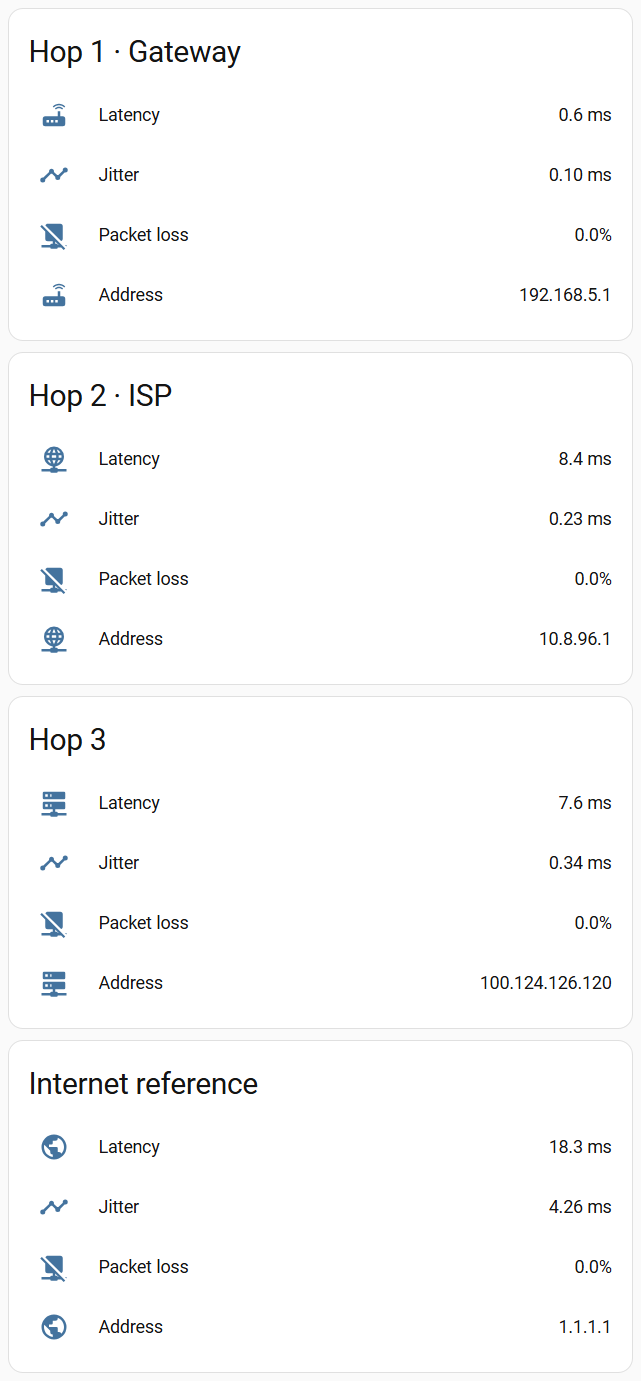 Hop 1 · Gateway
Latency 0.6 ms
Jitter 0.10 ms
Packet loss 0.0%
Address 192.168.5.1
Hop 2 · ISP
Latency 8.4 ms
Jitter 0.23 ms
Packet loss 0.0%
Address 10.8.96.1
Hop 3
Latency 7.6 ms
Jitter 0.34 ms
Packet loss 0.0%
Address 100.124.126.120
Internet reference
Latency 18.3 ms
Jitter 4.26 ms
Packet loss 0.0%
Address 1.1.1.1